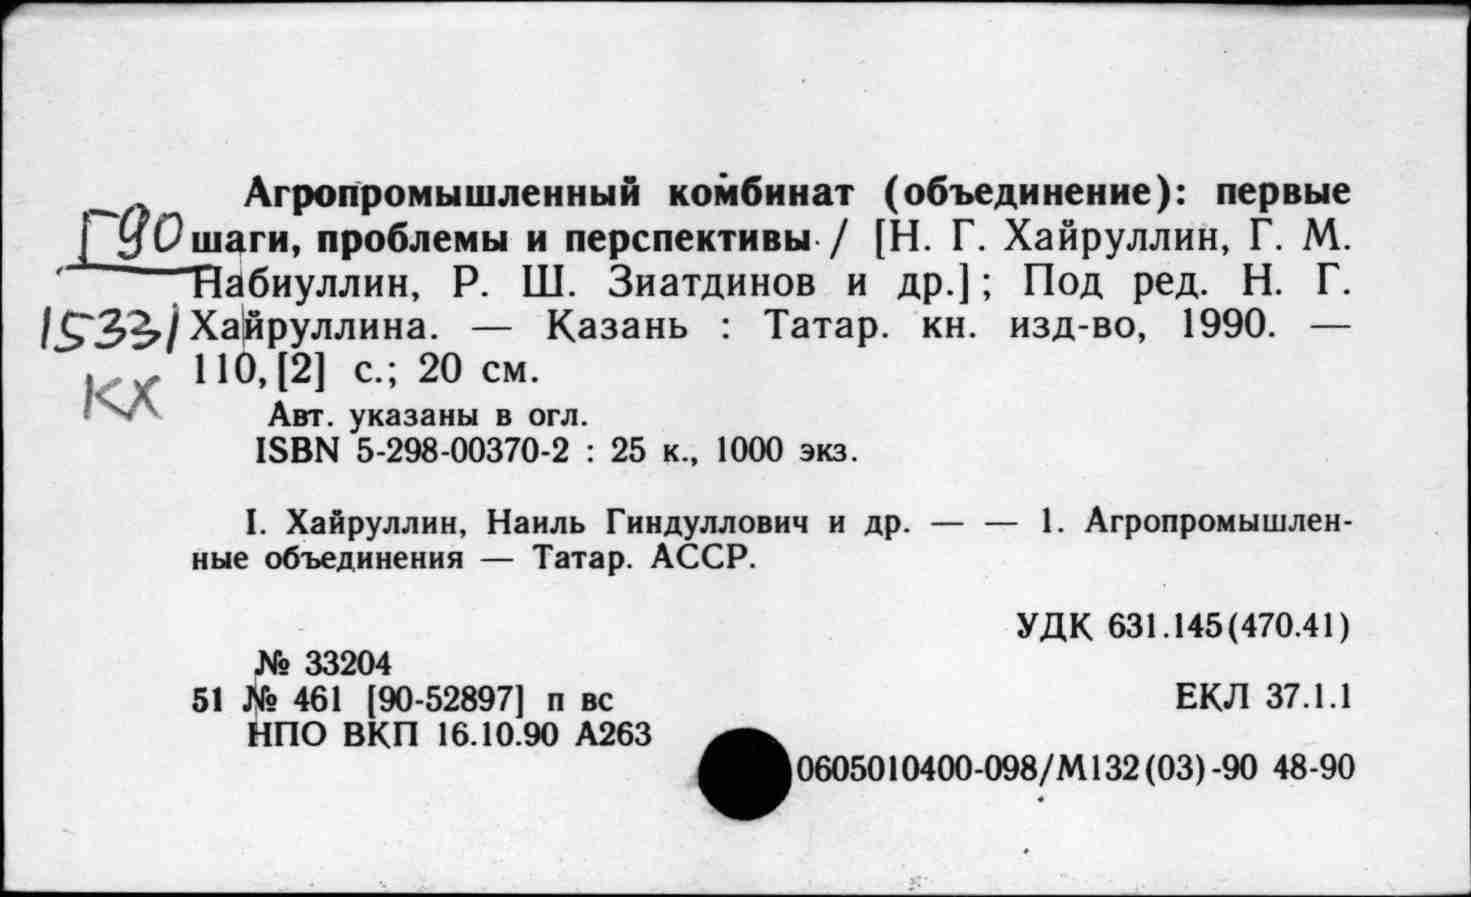 Агропромышленный комбинат (объединение): первые
Г90 шаги, проблемы и перспективы / [Н. Г. Хайруллин, Г. М.
Набиуллин, Р. Ш. Зиатдинов и др.] ; Под ред. Н. Г.
1533/ Хайруллина. — Казань : Татар. кн. изд-во, 1990. —
110, [2] с.; 20 см.
КХ
Авт. указаны в огл.
ISBN 5-298-00370-2 : 25 к., 1000 экз.
I. Хайруллин, Наиль Гиндуллович и др. — — 1. Агропромышлен-
ные объединения — Татар. АССР.
УДК 631.145(470.41)
№ 33204
51 № 461 [90-52897] п вс
ЕКЛ 37.1.1
НПО ВКП 16.10.90 А263
0605010400-098/М132(03)-90 48-90